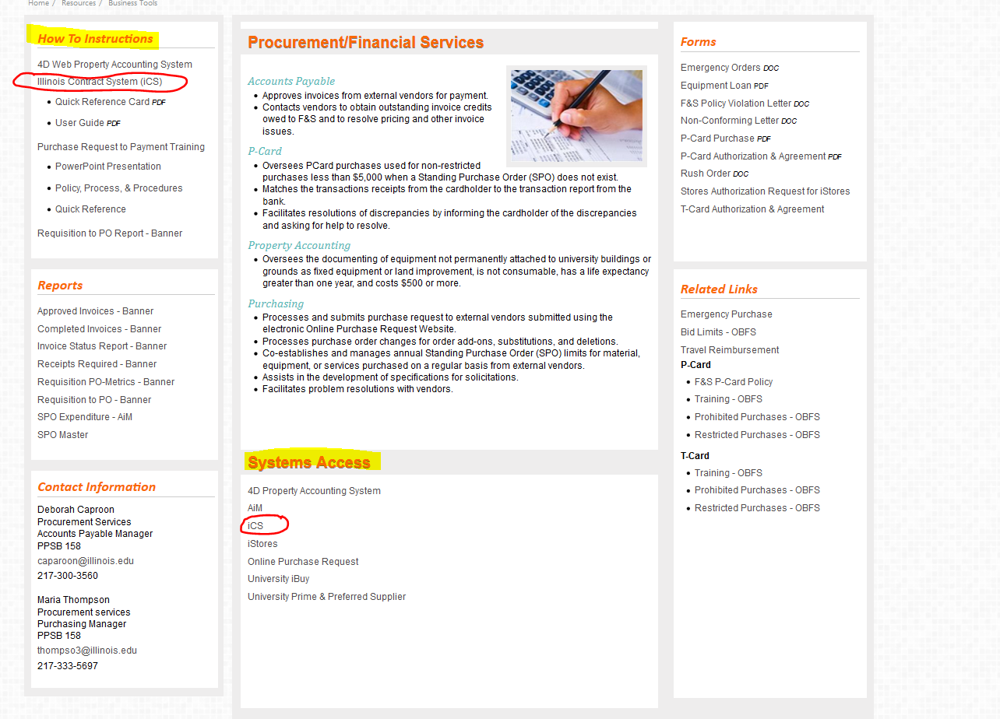 Home / Resources / Business Tools
How To Instructions
4D Web Property Accounting System
Illinois Contract System (iCS)
• Quick Reference Card PDF
• User Guide PDF
Purchase Request to Payment Training
• PowerPoint Presentation
• Policy, Process, & Procedures
• Quick Reference
Requisition to PO Report - Banner
Reports
Approved Invoices - Banner
Completed Invoices - Banner
Invoice Status Report - Banner
Receipts Required - Banner
Requisition PO-Metrics - Banner
Requisition to PO - Banner
SPO Expenditure - AiM
SPO Master
Contact Information
Deborah Caproon
Procurement Services
Accounts Payable Manager
PPSB 158
caparoon@illinois.edu
217-300-3560
Maria Thompson
Procurement services
Purchasing Manager
PPSB 158
thompso3@illinois.edu
217-333-5697
Procurement/Financial Services
Accounts Payable
• Approves invoices from external vendors for payment.
• Contacts vendors to obtain outstanding invoice credits
owed to F&S and to resolve pricing and other invoice
issues.
P-Card
• Oversees PCard purchases used for non-restricted
purchases less than $5,000 when a Standing Purchase Order (SPO) does not exist.
• Matches the transactions receipts from the cardholder to the transaction report from the
bank.
• Facilitates resolutions of discrepancies by informing the cardholder of the discrepancies
and asking for help to resolve.
Property Accounting
• Oversees the documenting of equipment not permanently attached to university buildings or
grounds as fixed equipment or land improvement, is not consumable, has a life expectancy
greater than one year, and costs $500 or more.
Purchasing
• Processes and submits purchase request to external vendors submitted using the
electronic Online Purchase Request Website.
• Processes purchase order changes for order add-ons, substitutions, and deletions.
• Co-establishes and manages annual Standing Purchase Order (SPO) limits for material,
equipment, or services purchased on a regular basis from external vendors.
• Assists in the development of specifications for solicitations.
• Facilitates problem resolutions with vendors.
Systems Access
4D Property Accounting System
AiM
iCS
iStores
Online Purchase Request
University iBuy
University Prime & Preferred Supplier
Forms
Emergency Orders DOC
Equipment Loan PDF
F&S Policy Violation Letter DOC
Non-Conforming Letter DOC
P-Card Purchase PDF
P-Card Authorization & Agreement PDF
Rush Order DOC
Stores Authorization Request for iStores
T-Card Authorization & Agreement
Related Links
Emergency Purchase
Bid Limits - OBFS
Travel Reimbursement
P-Card
• F&S P-Card Policy
• Training - OBFS
• Prohibited Purchases - OBFS
• Restricted Purchases - OBFS
T-Card
• Training - OBFS
• Prohibited Purchases - OBFS
• Restricted Purchases - OBFS